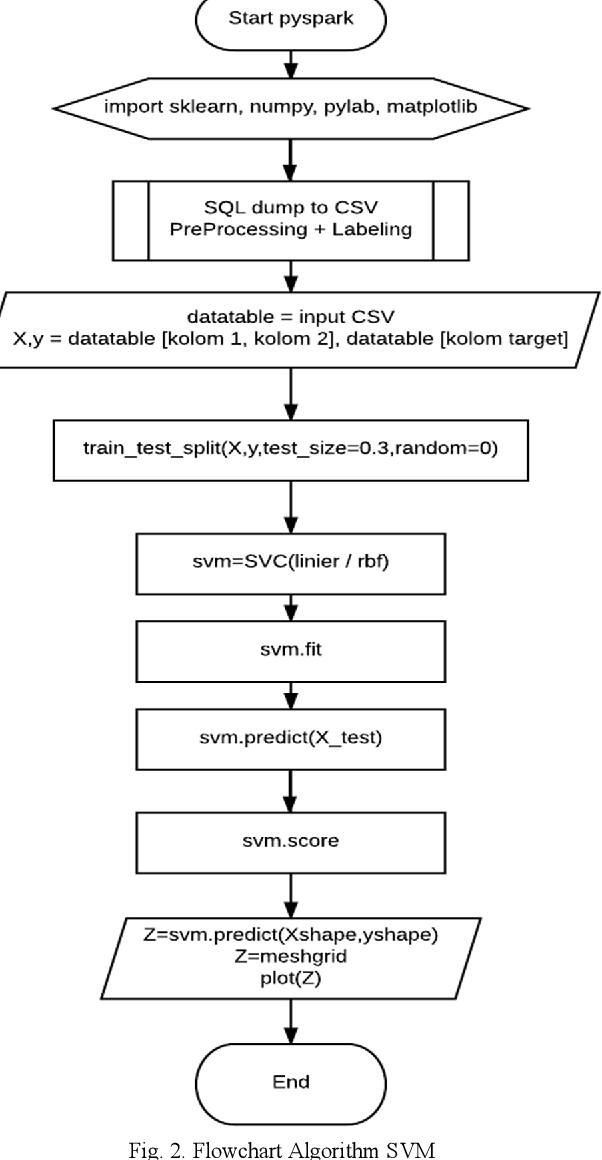 Start pyspark
import sklearn, numpy, pylab, matplotlib
SQL dump to CSV
PreProcessing + Labeling
datatable = input CSV
X,y = datatable [kolom 1, kolom 2], datatable [kolom target]
train_test_split(X,y,test_size=0.3,random=0)
svm=SVC(linier / rbf)
svm.fit
svm.predict(X_test)
svm.score
Z=svm.predict(Xshape,yshape)
Z=meshgrid
plot(Z)
End
Fig. 2. Flowchart Algorithm SVM